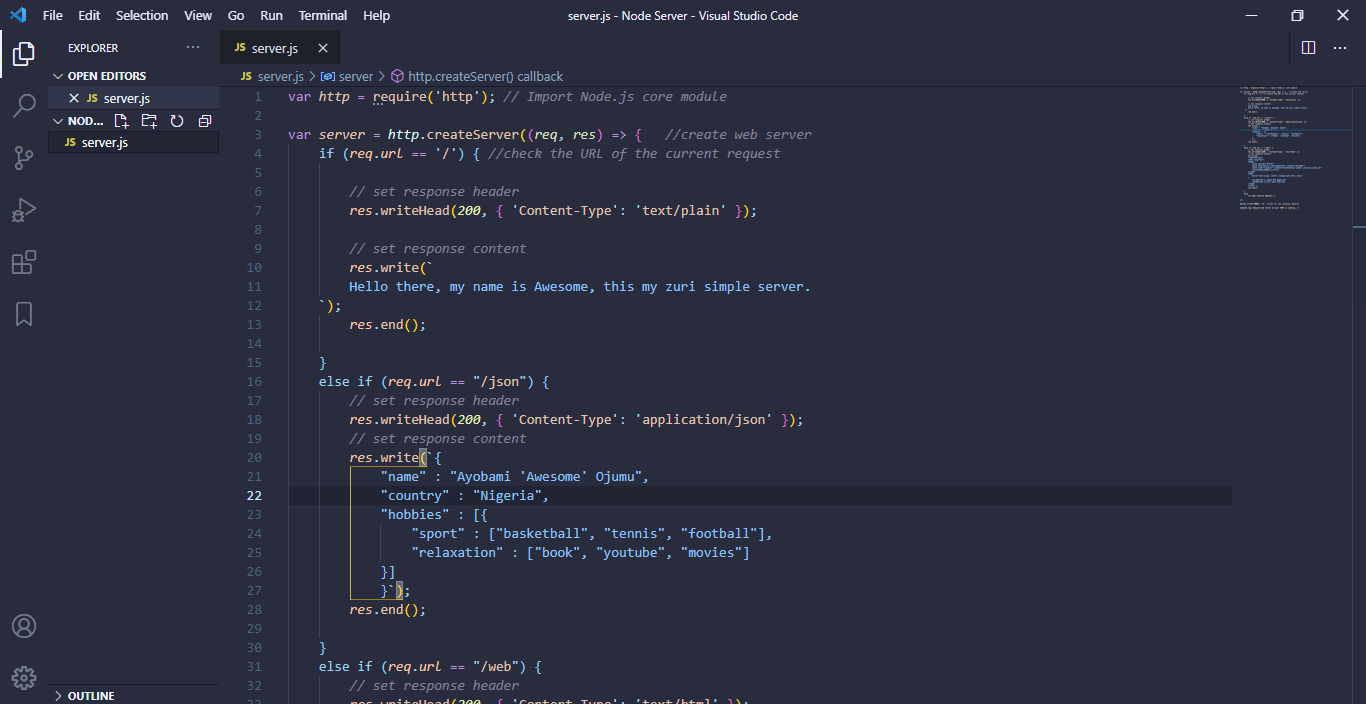 File Edit Selection View Go Run Terminal Help server.js - Node Server - Visual Studio Code
EXPLORER
OPEN EDITORS
JS server.js
NOD...
JS server.js
OUTLINE
JS server.js
JS server.js > server > http.createServer() callback
1 var http = require('http'); // Import Node.js core module
2
3 var server = http.createServer((req, res) => { //create web server
4 if (req.url == '/') { //check the URL of the current request
5
6 // set response header
7 res.writeHead(200, { 'Content-Type': 'text/plain' });
8
9 // set response content
10 res.write(`
11 Hello there, my name is Awesome, this my zuri simple server.
12 `);
13 res.end();
14
15 }
16 else if (req.url == "/json") {
17 // set response header
18 res.writeHead(200, { 'Content-Type': 'application/json' });
19 // set response content
20 res.write(`{
21 "name" : "Ayobami 'Awesome' Ojumu",
22 "country" : "Nigeria",
23 "hobbies" : [{
24 "sport" : ["basketball", "tennis", "football"],
25 "relaxation" : ["book", "youtube", "movies"]
26 }]
27 }`);
28 res.end();
29
30 }
31 else if (req.url == "/web") {
32 // set response header
33 res.writeHead(200, { 'Content-Type': 'text/html' });